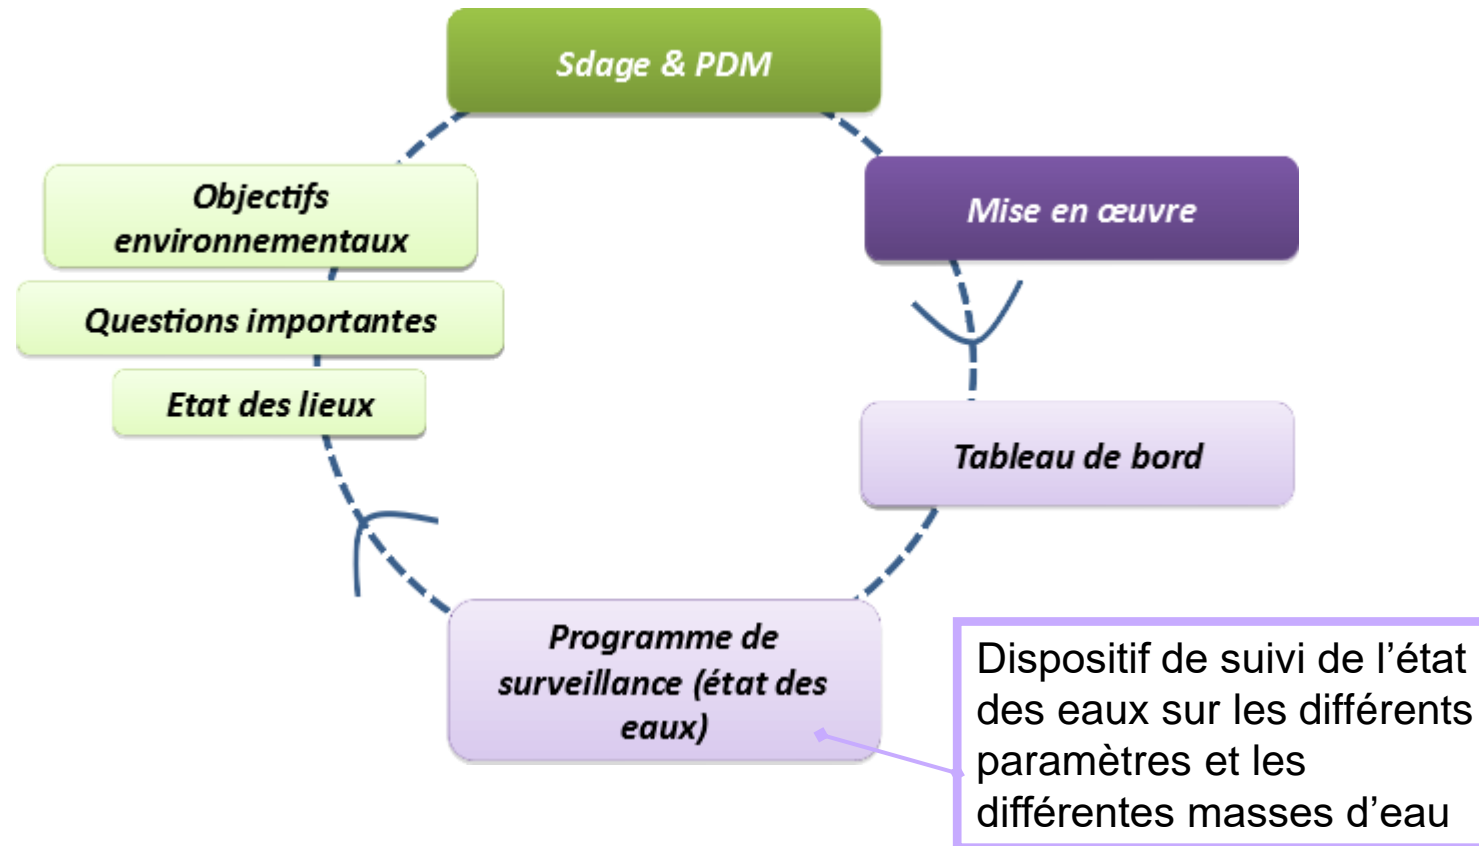 Sdage & PDM
Mise en œuvre
Objectifs
environnementaux
Questions importantes
Etat des lieux
Tableau de bord
Programme de
surveillance (état des
eaux)
Dispositif de suivi de l’état
des eaux sur les différents
paramètres et les
différentes masses d’eau